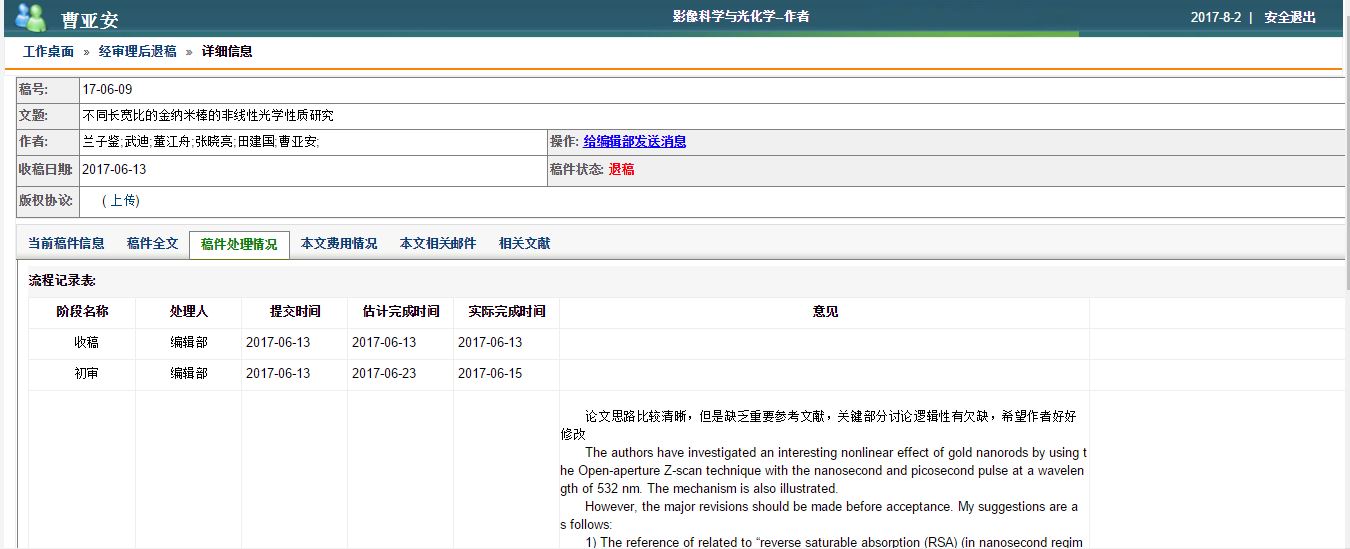 曹亚安
影像科学与光化学--作者
2017-8-2 | 安全退出
工作桌面 » 经审理后退稿 » 详细信息
稿号: 17-06-09
文题: 不同长宽比的金纳米棒的非线性光学性质研究
作者: 兰子鉴;武迪;董江舟;张晓亮;田建国;曹亚安; 操作: 给编辑部发送消息
收稿日期: 2017-06-13 稿件状态: 退稿
版权协议: ( 上传)
当前稿件信息 稿件全文 稿件处理情况 本文费用情况 本文相关邮件 相关文献
流程记录表:
阶段名称 处理人 提交时间 估计完成时间 实际完成时间 意见
收稿 编辑部 2017-06-13 2017-06-13 2017-06-13
初审 编辑部 2017-06-13 2017-06-23 2017-06-15
论文思路比较清晰，但是缺乏重要参考文献，关键部分讨论逻辑性有欠缺，希望作者好好
修改
The authors have investigated an interesting nonlinear effect of gold nanorods by using t
he Open-aperture Z-scan technique with the nanosecond and picosecond pulse at a wavelen
gth of 532 nm. The mechanism is also illustrated.
However, the major revisions should be made before acceptance. My suggestions are a
s follows:
1) The reference of related to “reverse saturable absorption (RSA) (in nanosecond regim